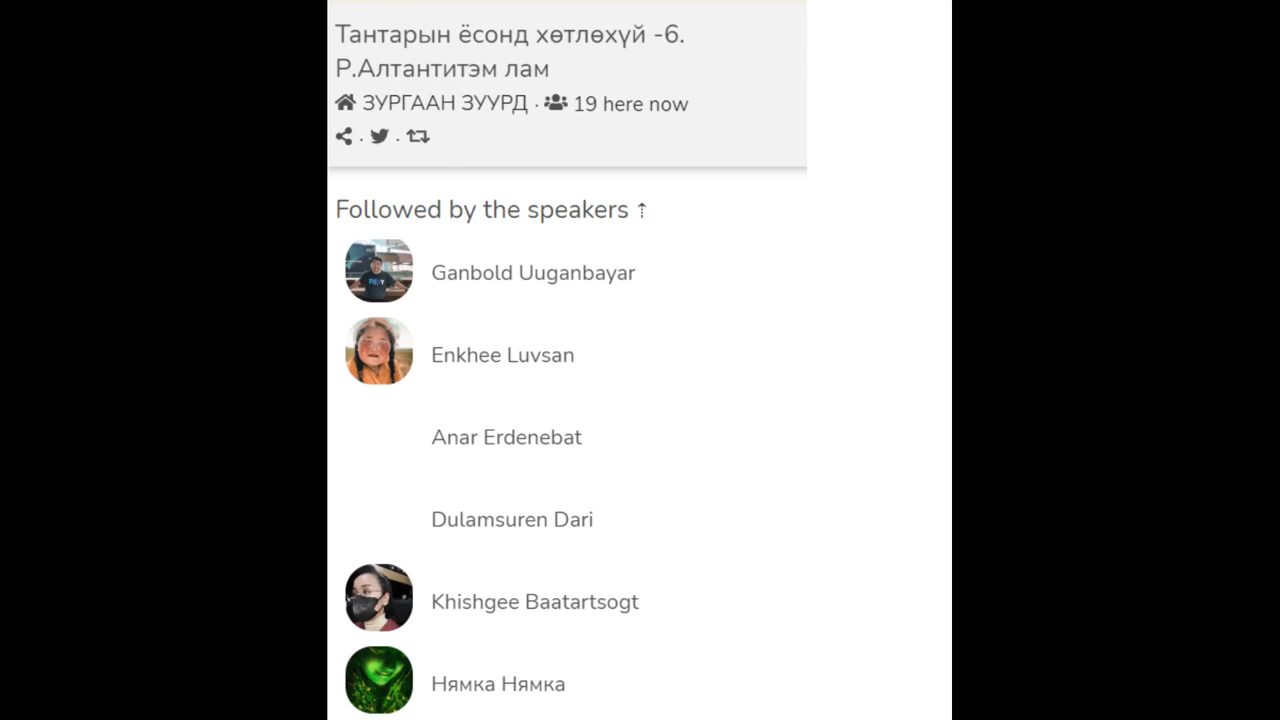 Тантарын ёсонд хөтлөхүй -6.
Р.Алтантитэм лам
ЗУРГААН ЗУУРД · 19 here now
Followed by the speakers ⇡
Ganbold Uuganbayar
Enkhee Luvsan
Anar Erdenebat
Dulamsuren Dari
Khishgee Baatartsogt
Нямка Нямка